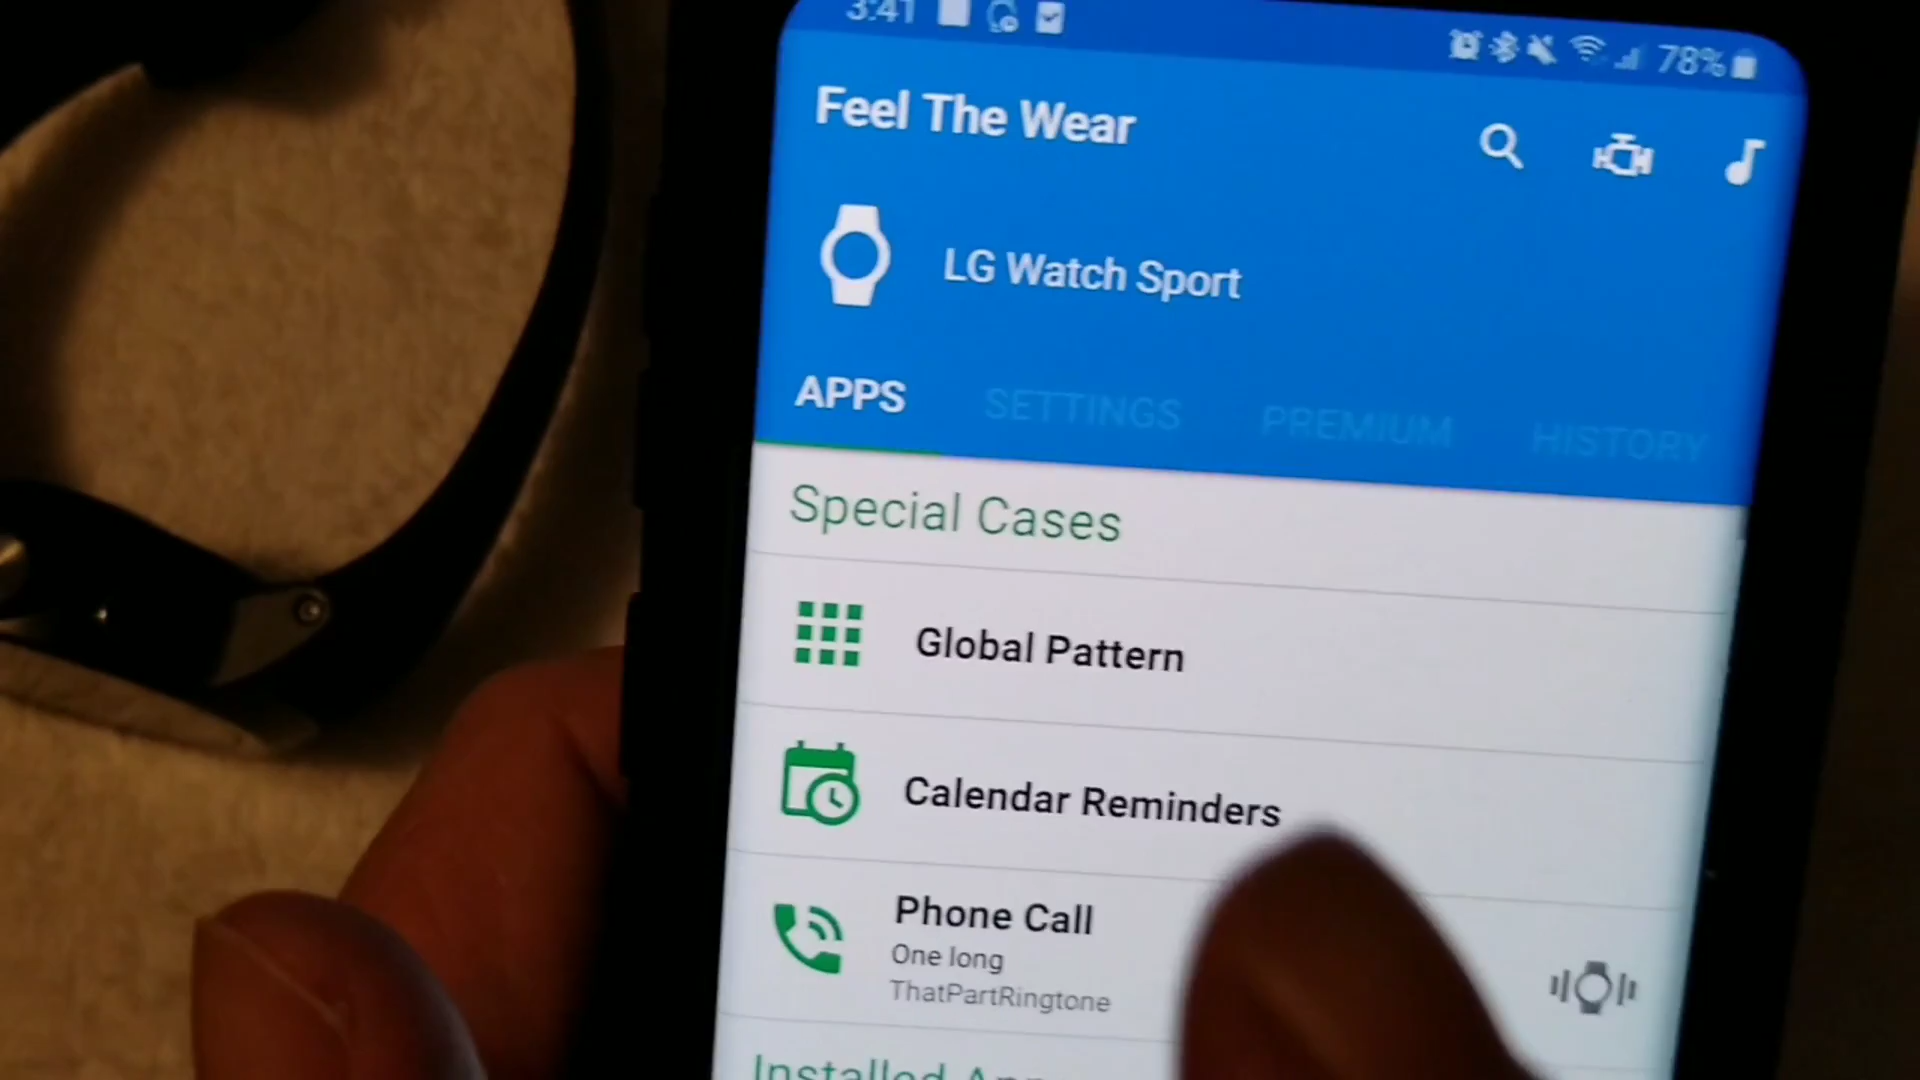 3:41
78%
Feel The Wear
LG Watch Sport
APPS SETTINGS PREMIUM HISTORY
Special Cases
Global Pattern
Calendar Reminders
Phone Call
One long
ThatPartRingtone
Installed